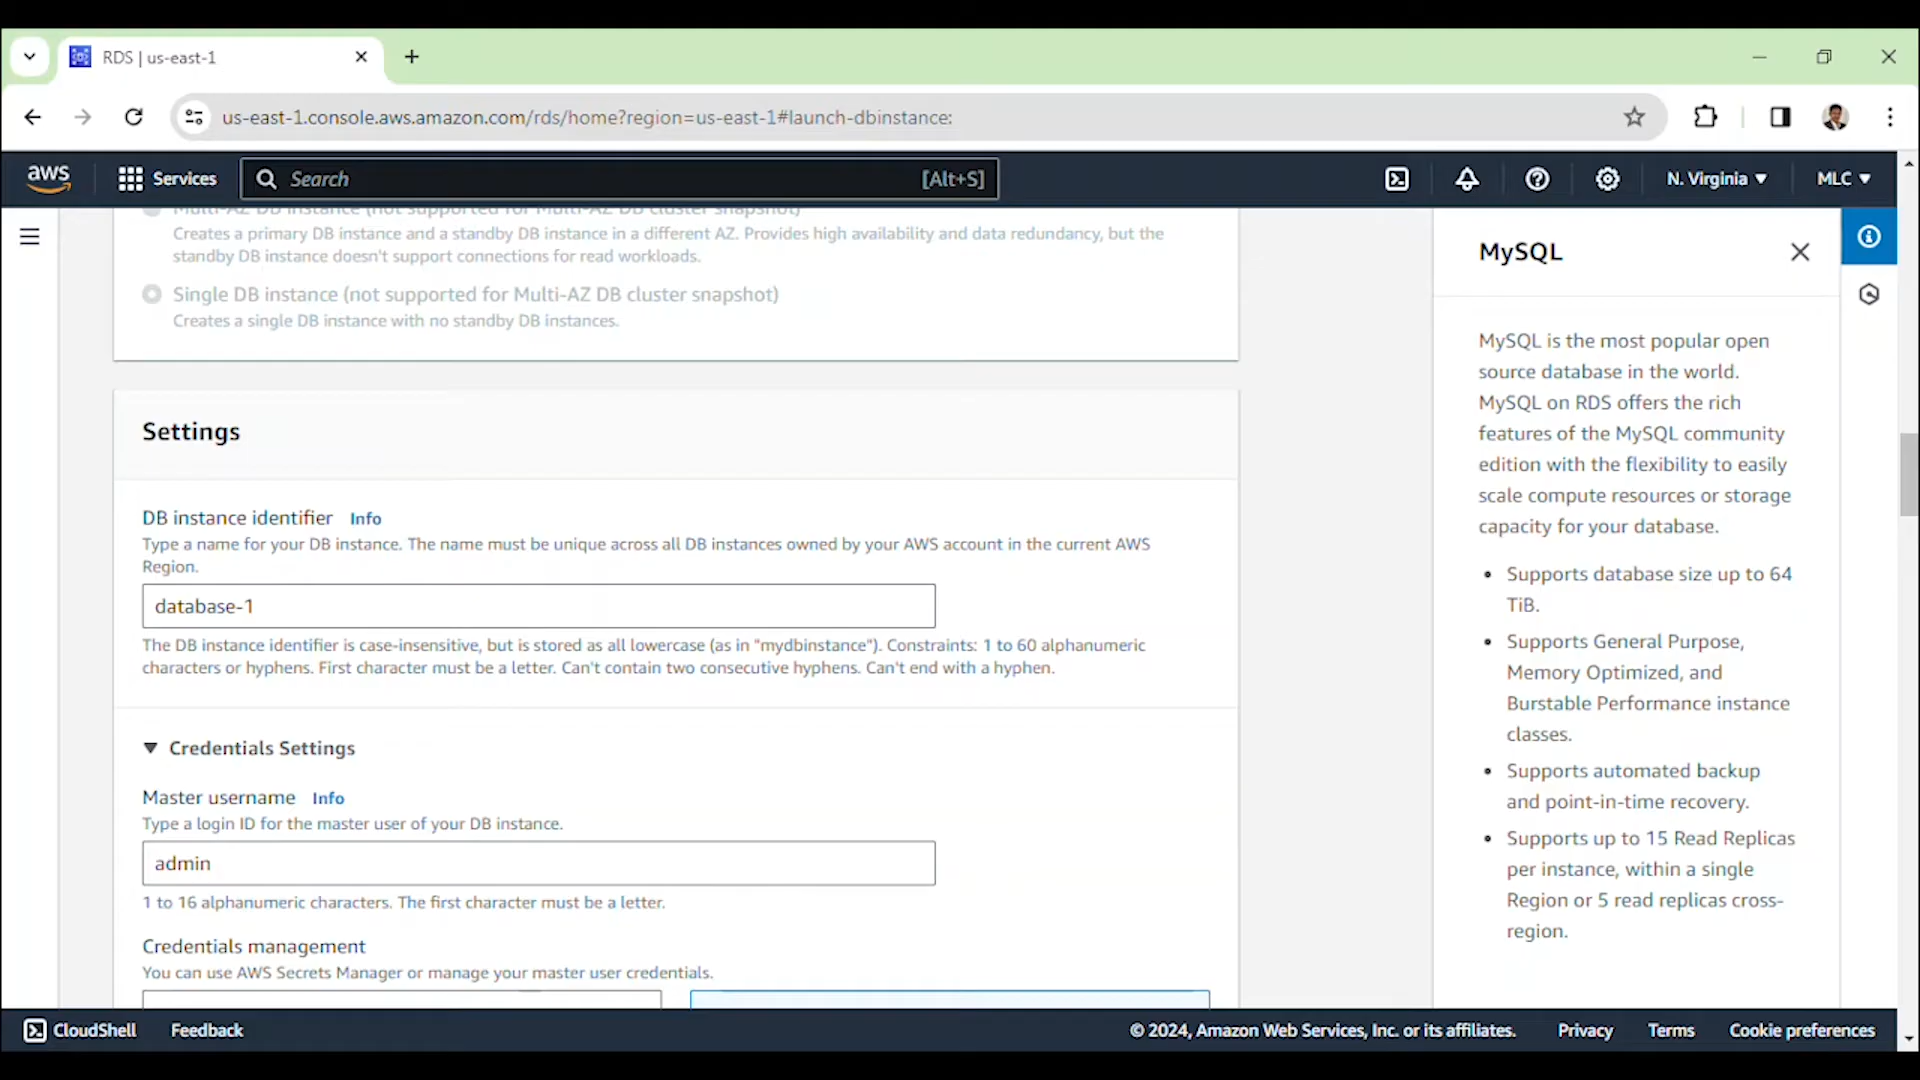 RDS | us-east-1
us-east-1.console.aws.amazon.com/rds/home?region=us-east-1#launch-dbinstance:
aws
Services
Search
[Alt+S]
N. Virginia
MLC
Multi-AZ DB instance (not supported for Multi-AZ DB cluster snapshot)
Creates a primary DB instance and a standby DB instance in a different AZ. Provides high availability and data redundancy, but the
standby DB instance doesn't support connections for read workloads.
Single DB instance (not supported for Multi-AZ DB cluster snapshot)
Creates a single DB instance with no standby DB instances.
Settings
DB instance identifier Info
Type a name for your DB instance. The name must be unique across all DB instances owned by your AWS account in the current AWS
Region.
database-1
The DB instance identifier is case-insensitive, but is stored as all lowercase (as in "mydbinstance"). Constraints: 1 to 60 alphanumeric
characters or hyphens. First character must be a letter. Can't contain two consecutive hyphens. Can't end with a hyphen.
Credentials Settings
Master username Info
Type a login ID for the master user of your DB instance.
admin
1 to 16 alphanumeric characters. The first character must be a letter.
Credentials management
You can use AWS Secrets Manager or manage your master user credentials.
MySQL
MySQL is the most popular open
source database in the world.
MySQL on RDS offers the rich
features of the MySQL community
edition with the flexibility to easily
scale compute resources or storage
capacity for your database.
• Supports database size up to 64
TiB.
• Supports General Purpose,
Memory Optimized, and
Burstable Performance instance
classes.
• Supports automated backup
and point-in-time recovery.
• Supports up to 15 Read Replicas
per instance, within a single
Region or 5 read replicas cross-
region.
CloudShell
Feedback
© 2024, Amazon Web Services, Inc. or its affiliates.
Privacy
Terms
Cookie preferences